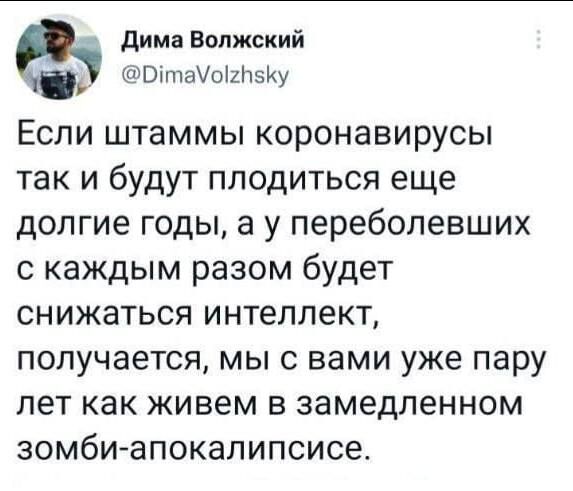 Дима Волжский
@DimaVolzhsky
Если штаммы коронавирусы
так и будут плодиться еще
долгие годы, а у переболевших
с каждым разом будет
снижаться интеллект,
получается, мы с вами уже пару
лет как живем в замедленном
зомби-апокалипсисе.